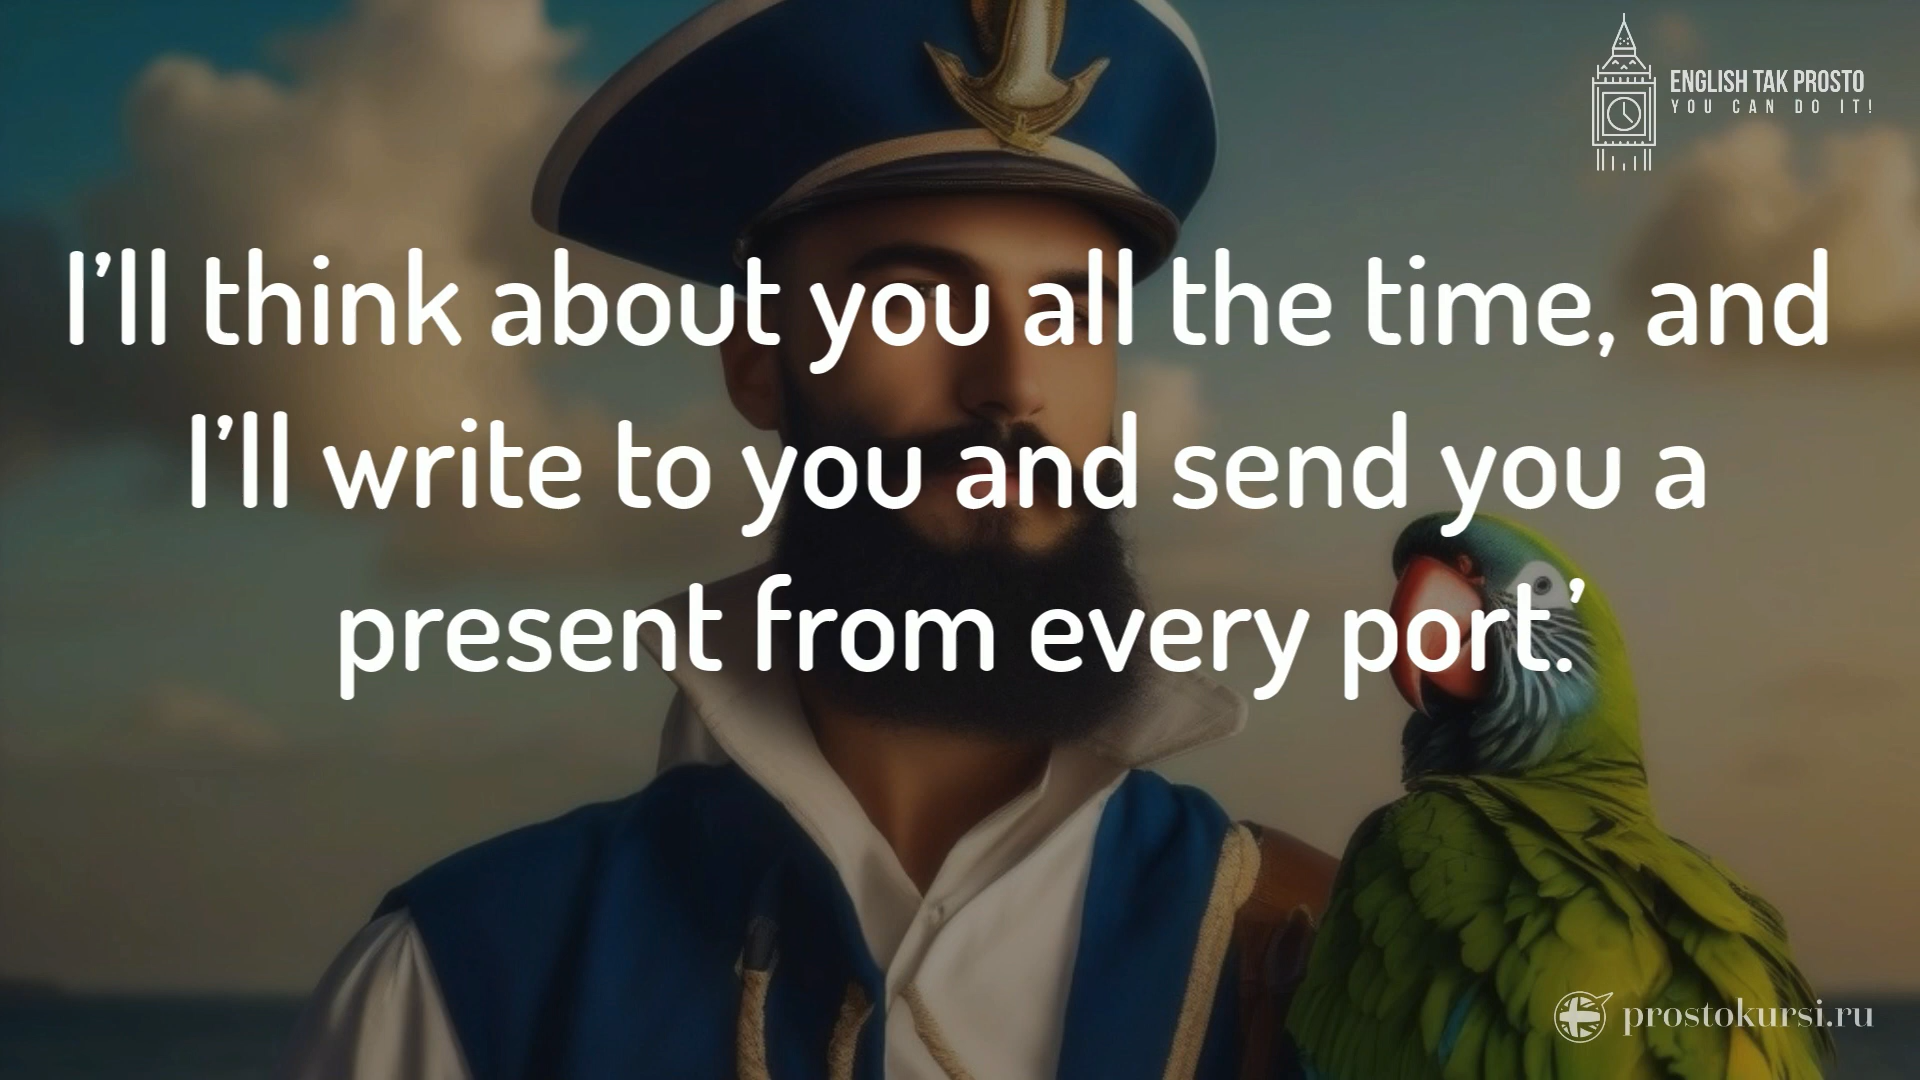 ENGLISH TAK PROSTO
YOU CAN DO IT!
I’ll think about you all the time, and
I’ll write to you and send you a
present from every port.’
prostokursi.ru